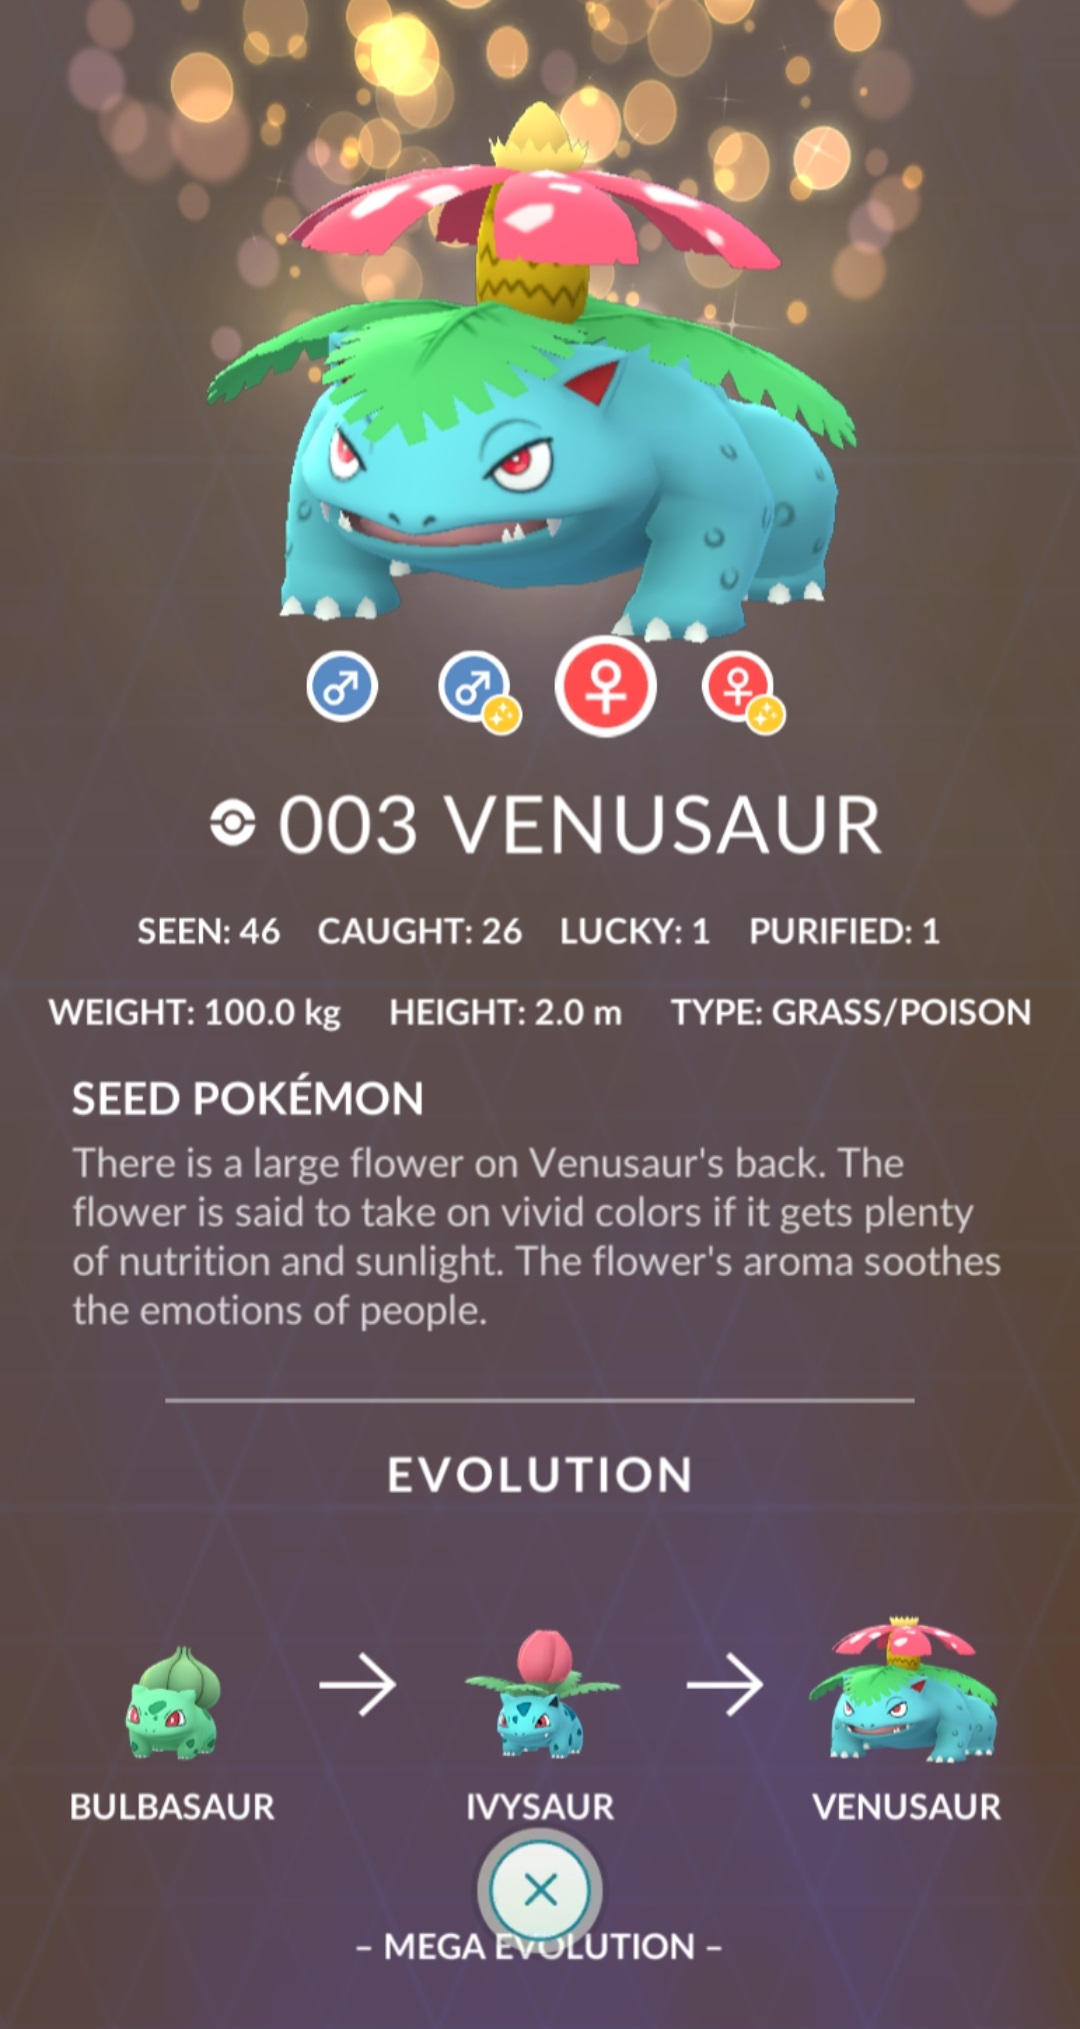 003 VENUSAUR
SEEN: 46 CAUGHT: 26 LUCKY: 1 PURIFIED: 1
WEIGHT: 100.0 kg HEIGHT: 2.0 m TYPE: GRASS/POISON
SEED POKÉMON
There is a large flower on Venusaur's back. The
flower is said to take on vivid colors if it gets plenty
of nutrition and sunlight. The flower's aroma soothes
the emotions of people.
EVOLUTION
BULBASAUR IVYSAUR VENUSAUR
– MEGA EVOLUTION –